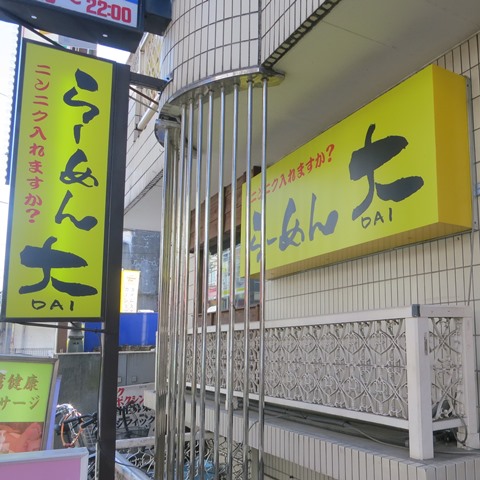 22:00
ニンニク入れますか?
らーめん
大
DAI
ニンニク入れますか?
らーめん 大
DAI
健康
サージ